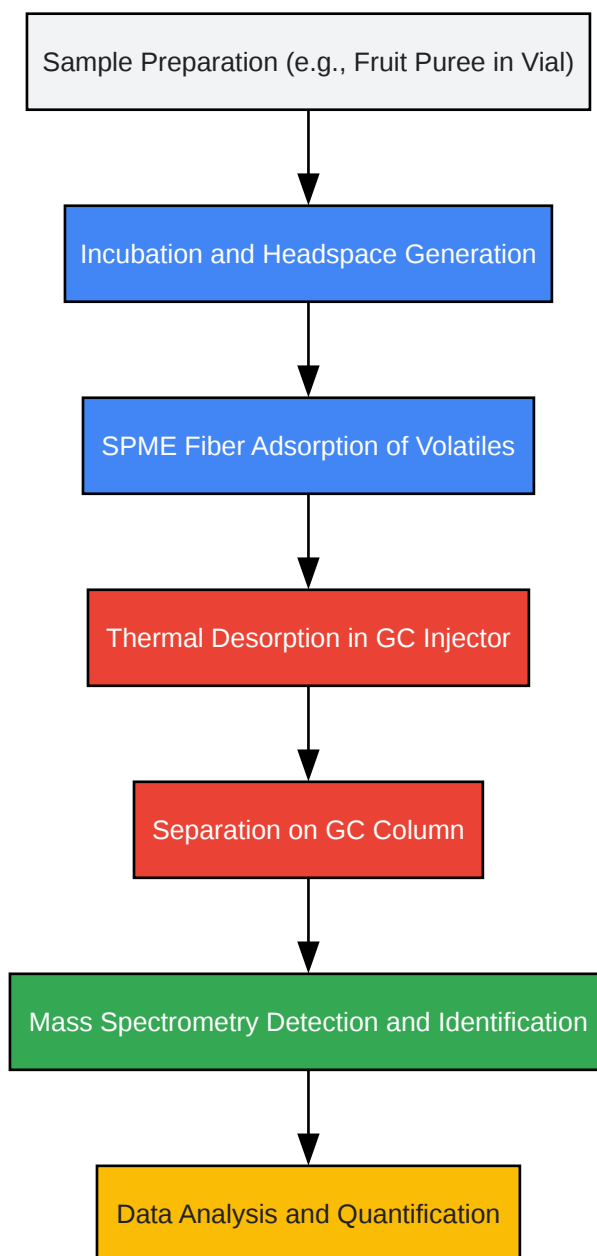 Sample Preparation (e.g., Fruit Puree in Vial)
Incubation and Headspace Generation
SPME Fiber Adsorption of Volatiles
Thermal Desorption in GC Injector
Separation on GC Column
Mass Spectrometry Detection and Identification
Data Analysis and Quantification